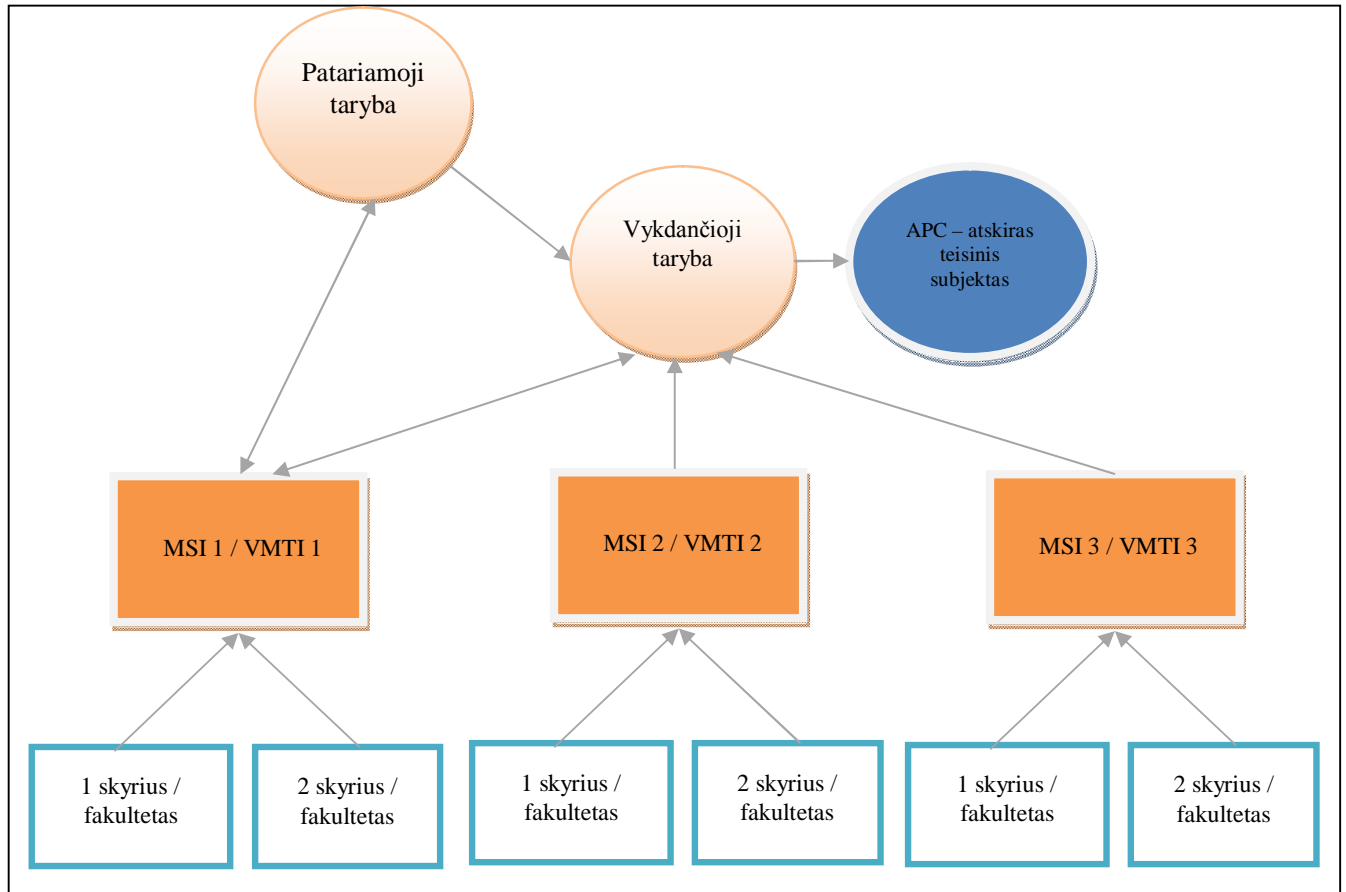 Patariamoji
taryba
Vykdančioji
taryba
APC – atskiras
teisinis
subjektas
MSI 1 / VMTI 1
MSI 2 / VMTI 2
MSI 3 / VMTI 3
1 skyrius /
fakultetas
2 skyrius /
fakultetas
1 skyrius /
fakultetas
2 skyrius /
fakultetas
1 skyrius /
fakultetas
2 skyrius /
fakultetas